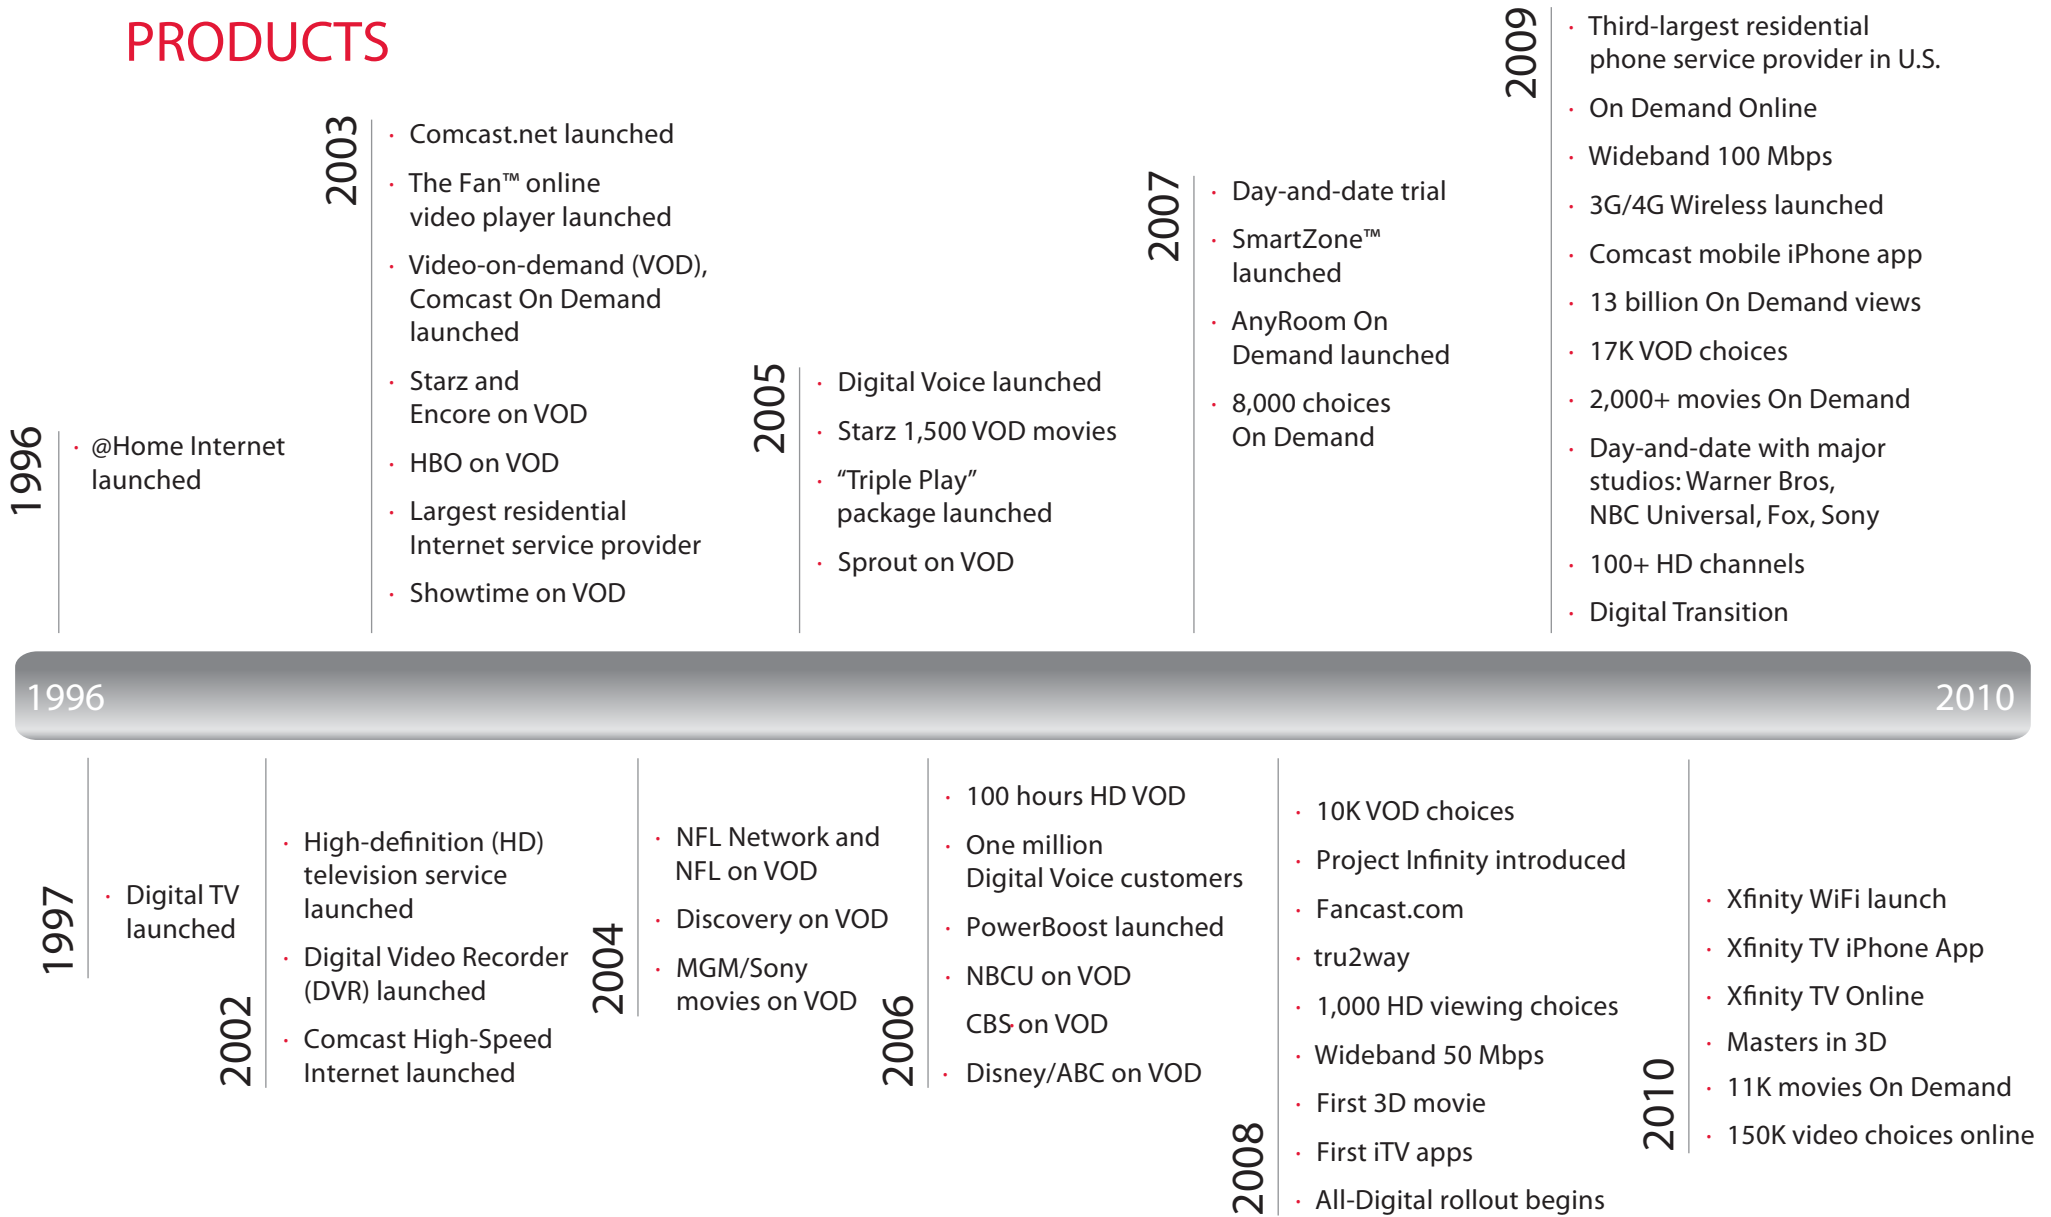 PRODUCTS
1996
· @Home Internet
launched
2003
· Comcast.net launched
· The Fan™ online
video player launched
· Video-on-demand (VOD),
Comcast On Demand
launched
· Starz and
Encore on VOD
· HBO on VOD
· Largest residential
Internet service provider
· Showtime on VOD
2005
· Digital Voice launched
· Starz 1,500 VOD movies
· “Triple Play”
package launched
· Sprout on VOD
2007
· Day-and-date trial
· SmartZone™
launched
· AnyRoom On
Demand launched
· 8,000 choices
On Demand
2009
· Third-largest residential
phone service provider in U.S.
· On Demand Online
· Wideband 100 Mbps
· 3G/4G Wireless launched
· Comcast mobile iPhone app
· 13 billion On Demand views
· 17K VOD choices
· 2,000+ movies On Demand
· Day-and-date with major
studios: Warner Bros,
NBC Universal, Fox, Sony
· 100+ HD channels
· Digital Transition
1996
2010
1997
· Digital TV
launched
2002
· High-definition (HD)
television service
launched
· Digital Video Recorder
(DVR) launched
· Comcast High-Speed
Internet launched
2004
· NFL Network and
NFL on VOD
· Discovery on VOD
· MGM/Sony
movies on VOD
2006
· 100 hours HD VOD
· One million
Digital Voice customers
· PowerBoost launched
· NBCU on VOD
CBS·on VOD
· Disney/ABC on VOD
2008
· 10K VOD choices
· Project Infinity introduced
· Fancast.com
· tru2way
· 1,000 HD viewing choices
· Wideband 50 Mbps
· First 3D movie
· First iTV apps
· All-Digital rollout begins
2010
· Xfinity WiFi launch
· Xfinity TV iPhone App
· Xfinity TV Online
· Masters in 3D
· 11K movies On Demand
· 150K video choices online